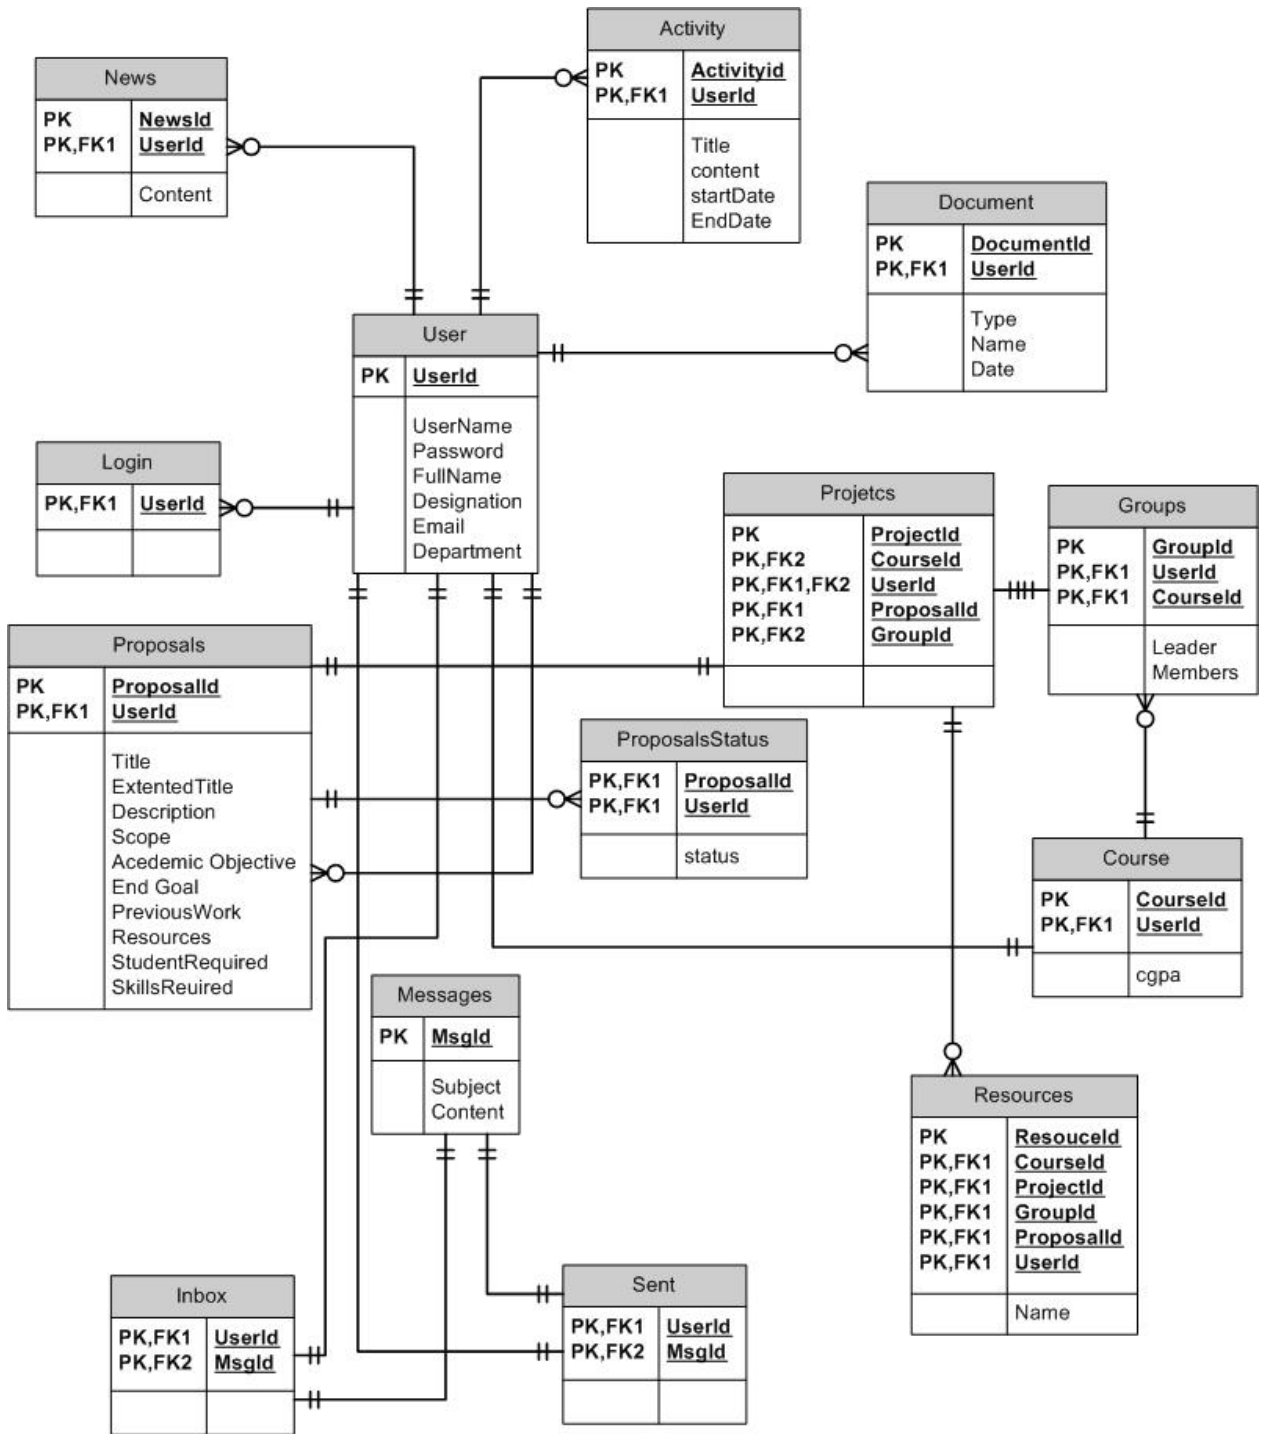 Activity
PK Activityid
PK,FK1 UserId
Title
content
startDate
EndDate
News
PK NewsId
PK,FK1 UserId
Content
Document
PK DocumentId
PK,FK1 UserId
Type
Name
Date
User
PK UserId
UserName
Password
FullName
Designation
Email
Department
Login
PK,FK1 UserId
Projetcs
PK ProjectId
PK,FK2 CourseId
PK,FK1,FK2 UserId
PK,FK1 ProposalId
PK,FK2 GroupId
Groups
PK GroupId
PK,FK1 UserId
PK,FK1 CourseId
Leader
Members
Proposals
PK ProposalId
PK,FK1 UserId
Title
ExtentedTitle
Description
Scope
Acedemic Objective
End Goal
PreviousWork
Resources
StudentRequired
SkillsReuired
ProposalsStatus
PK,FK1 ProposalId
PK,FK1 UserId
status
Course
PK CourseId
PK,FK1 UserId
cgpa
Messages
PK MsgId
Subject
Content
Resources
PK ResouceId
PK,FK1 CourseId
PK,FK1 ProjectId
PK,FK1 GroupId
PK,FK1 ProposalId
PK,FK1 UserId
Name
Inbox
PK,FK1 UserId
PK,FK2 MsgId
Sent
PK,FK1 UserId
PK,FK2 MsgId